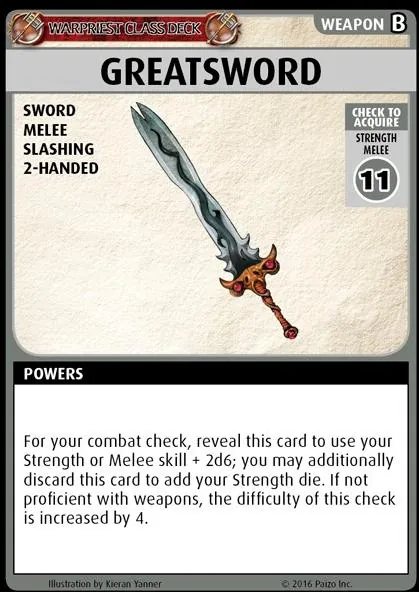 WARPRIEST CLASS DECK
WEAPON B
GREATSWORD
SWORD
MELEE
SLASHING
2-HANDED
CHECK TO
ACQUIRE
STRENGTH
MELEE
11
POWERS
For your combat check, reveal this card to use your
Strength or Melee skill + 2d6; you may additionally
discard this card to add your Strength die. If not
proficient with weapons, the difficulty of this check
is increased by 4.
Illustration by Kieran Yanner
© 2016 Paizo Inc.